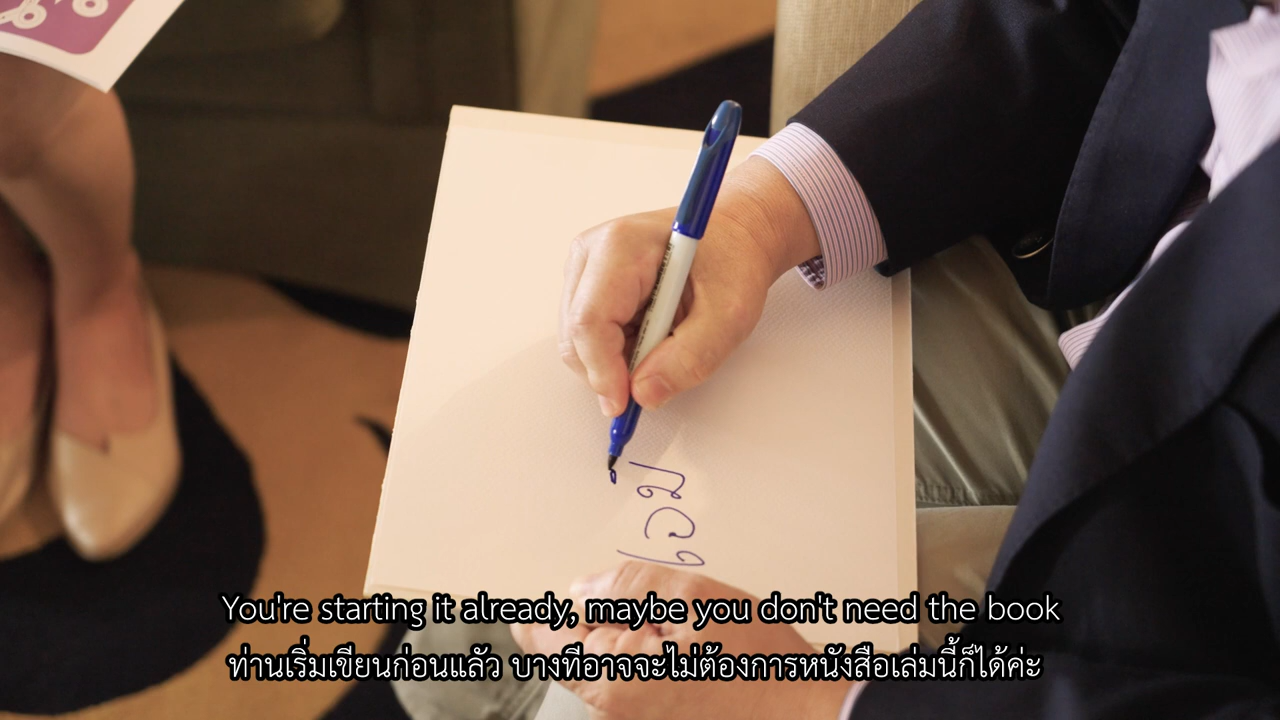 You're starting it already, maybe you don't need the book
ท่านเริ่มเขียนก่อนแล้ว บางทีอาจจะไม่ต้องการหนังสือเล่มนี้ก็ได้ค่ะ